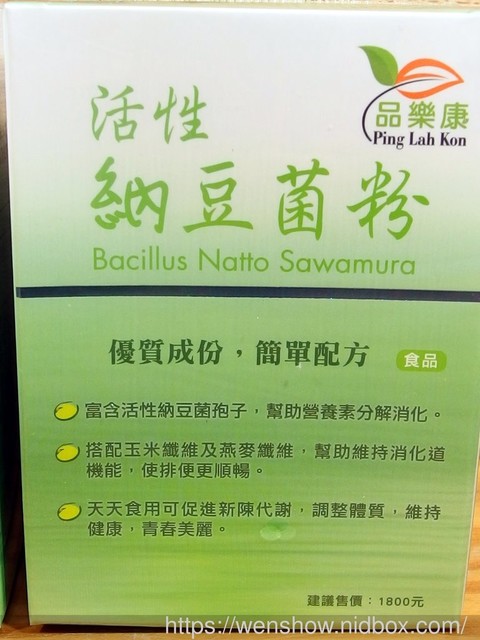 品樂康
Ping Lah Kon
活性
納豆菌粉
Bacillus Natto Sawamura
優質成份，簡單配方 食品
富含活性納豆菌孢子，幫助營養素分解消化。
搭配玉米纖維及燕麥纖維，幫助維持消化道
機能，使排便更順暢。
天天食用可促進新陳代謝，調整體質，維持
健康，青春美麗。
建議售價：1800元
https://wenshow.nidbox.com/